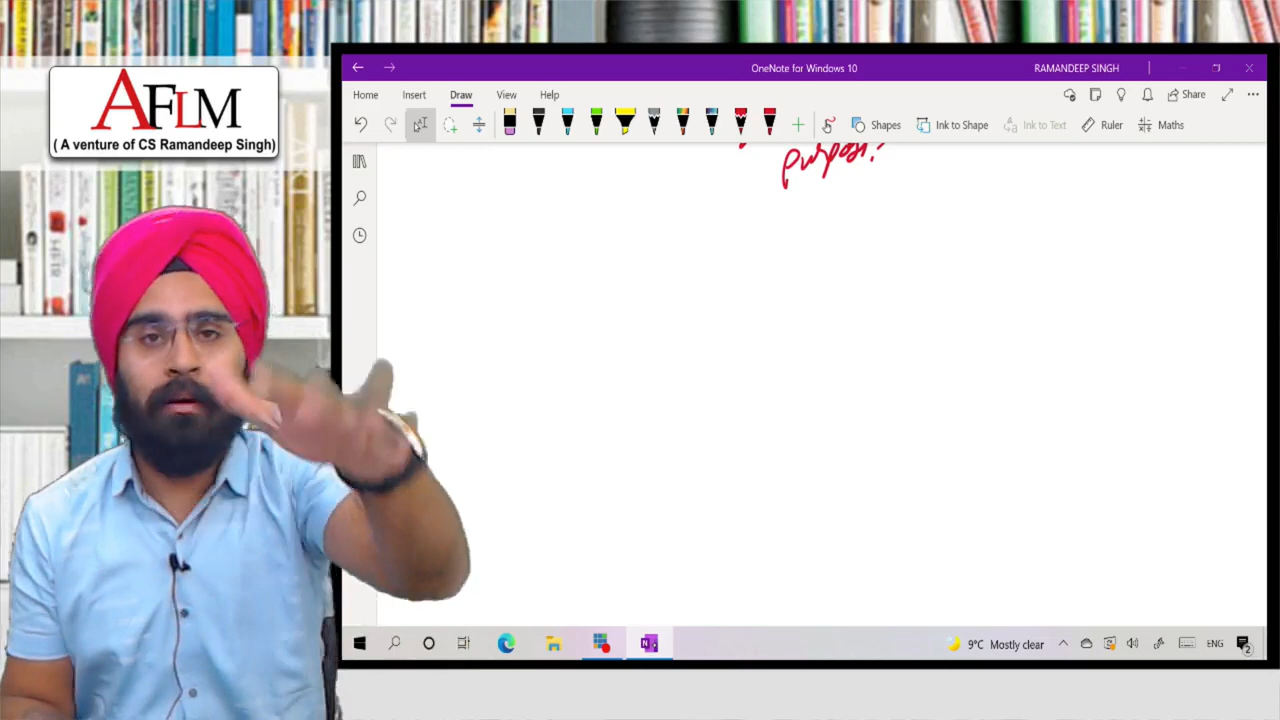 AFLM
( A venture of CS Ramandeep Singh)
OneNote for Windows 10
RAMANDEEP SINGH
Home Insert Draw View Help
Share
Shapes
Ink to Shape
Ink to Text
Ruler
Maths
9°C Mostly clear
ENG
2